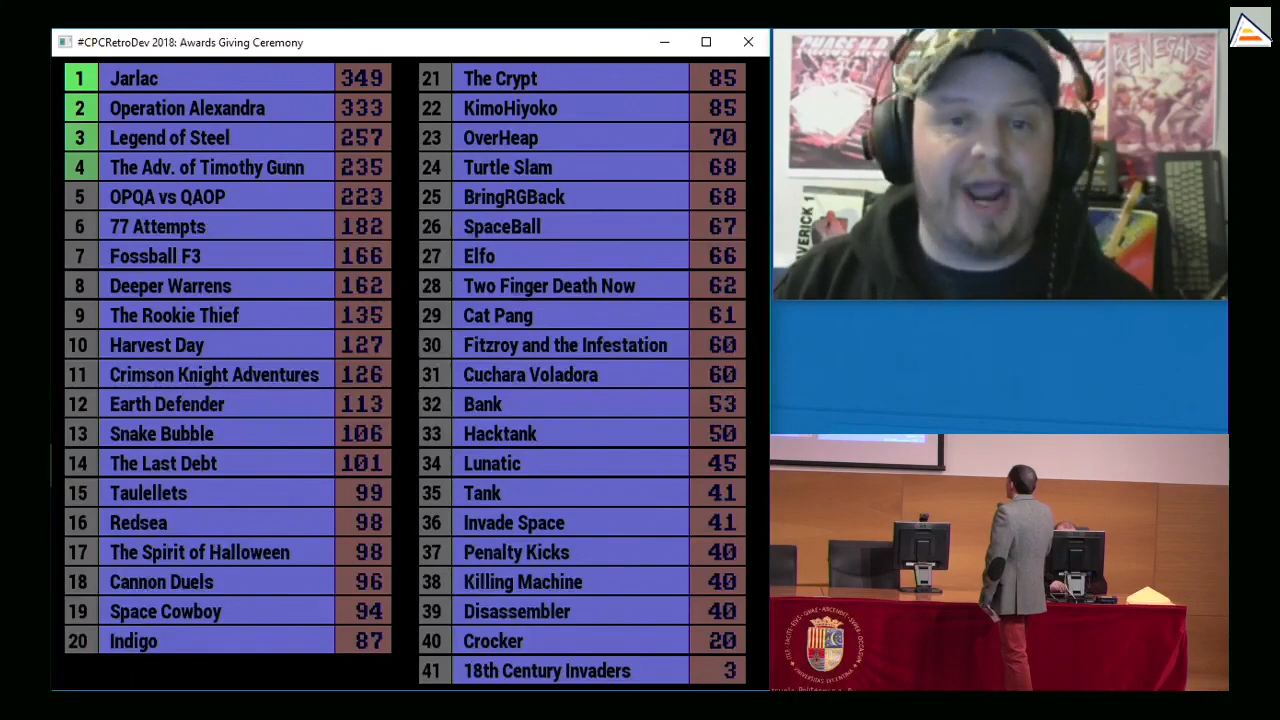 #CPCRetroDev 2018: Awards Giving Ceremony
1 Jarlac 349
2 Operation Alexandra 333
3 Legend of Steel 257
4 The Adv. of Timothy Gunn 235
5 OPQA vs QAOP 223
6 77 Attempts 182
7 Fossball F3 166
8 Deeper Warrens 162
9 The Rookie Thief 135
10 Harvest Day 127
11 Crimson Knight Adventures 126
12 Earth Defender 113
13 Snake Bubble 106
14 The Last Debt 101
15 Taulellets 99
16 Redsea 98
17 The Spirit of Halloween 98
18 Cannon Duels 96
19 Space Cowboy 94
20 Indigo 87
21 The Crypt 85
22 KimoHiyoko 85
23 OverHeap 70
24 Turtle Slam 68
25 BringRGBack 68
26 SpaceBall 67
27 Elfo 66
28 Two Finger Death Now 62
29 Cat Pang 61
30 Fitzroy and the Infestation 60
31 Cuchara Voladora 60
32 Bank 53
33 Hacktank 50
34 Lunatic 45
35 Tank 41
36 Invade Space 41
37 Penalty Kicks 40
38 Killing Machine 40
39 Disassembler 40
40 Crocker 20
41 18th Century Invaders 3
CHASE H.Q.
RENEGADE